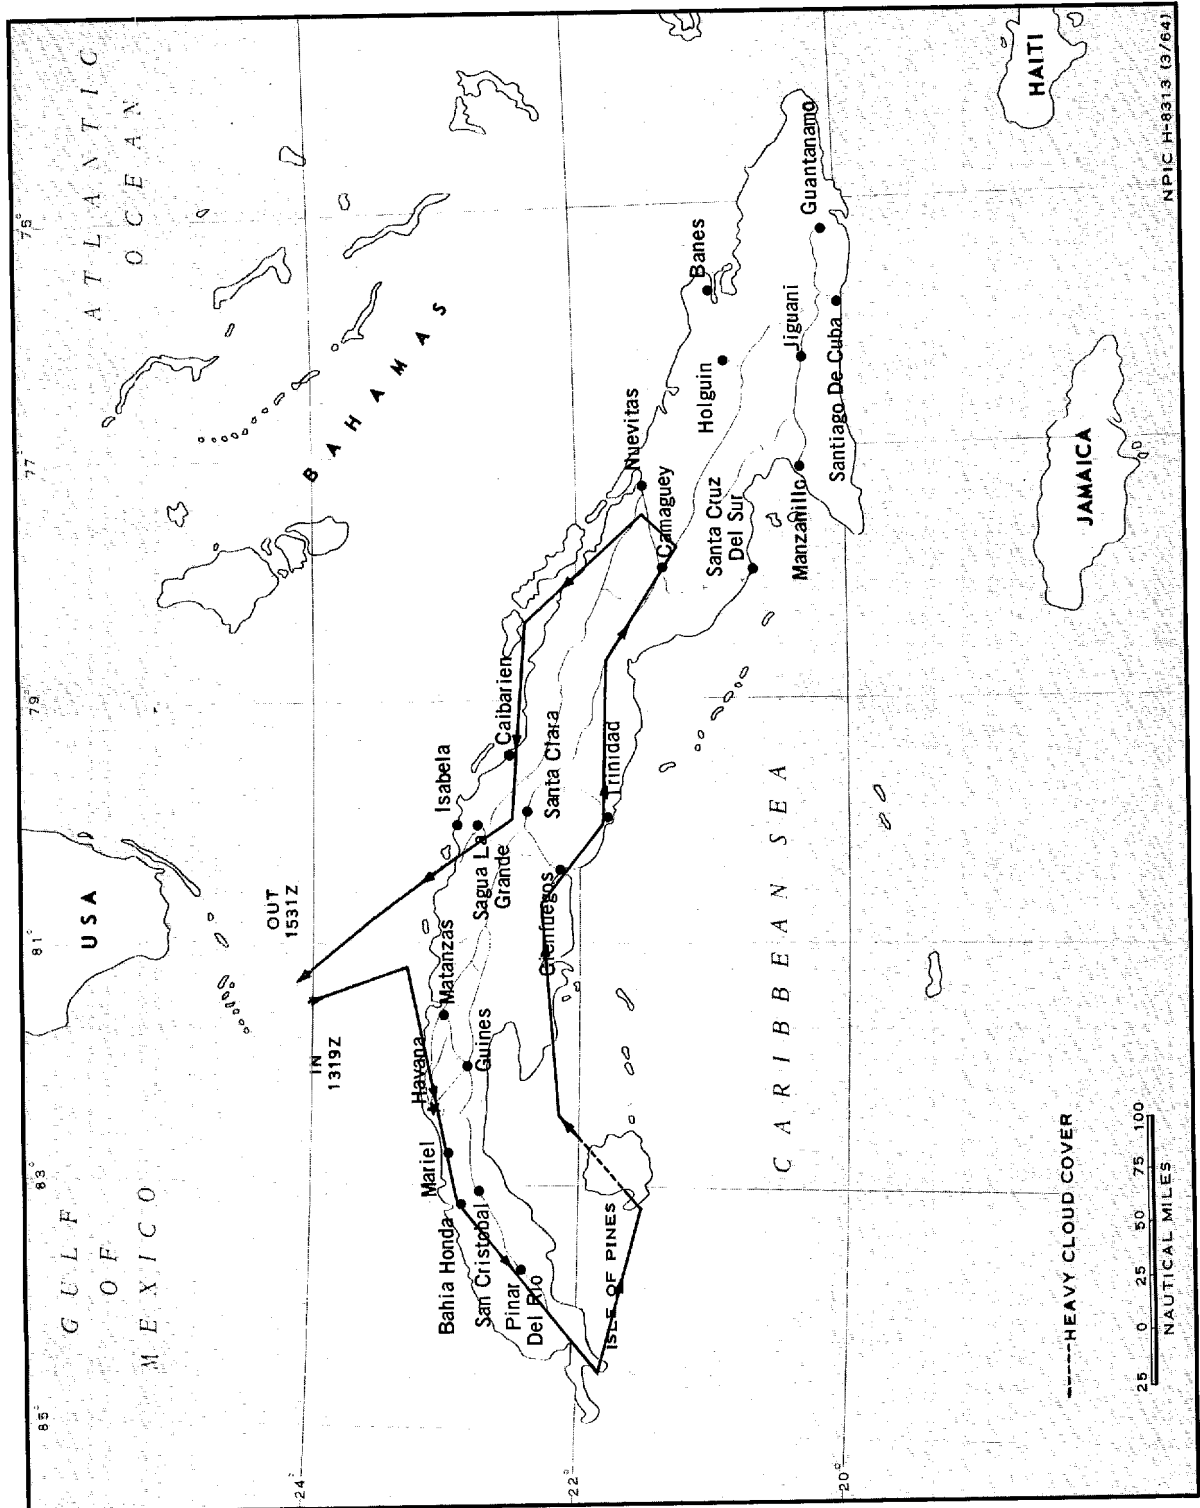 85°
83°
81°
79°
77
75°
GULF
OF
MEXICO
USA
ATLANTIC
OCEAN
BAHAMAS
OUT
1531Z
IN
1319Z
24°
22°
20°
Havana
Matanzas
Guines
Mariel
Bahia Honda
San Cristobal
Pinar
Del Rio
ISLE OF PINES
Isabela
Sagua La
Grande
Caibarien
Santa Clara
Cienfuegos
Trinidad
Nuevitas
Camaguey
Santa Cruz
Del Sur
Holguin
Banes
Manzanillo
Jiguani
Santiago De Cuba
Guantanamo
CARIBBEAN SEA
JAMAICA
HAITI
HEAVY CLOUD COVER
25 0 25 50 75 100
NAUTICAL MILES
NPIC H-8313 (3/64)